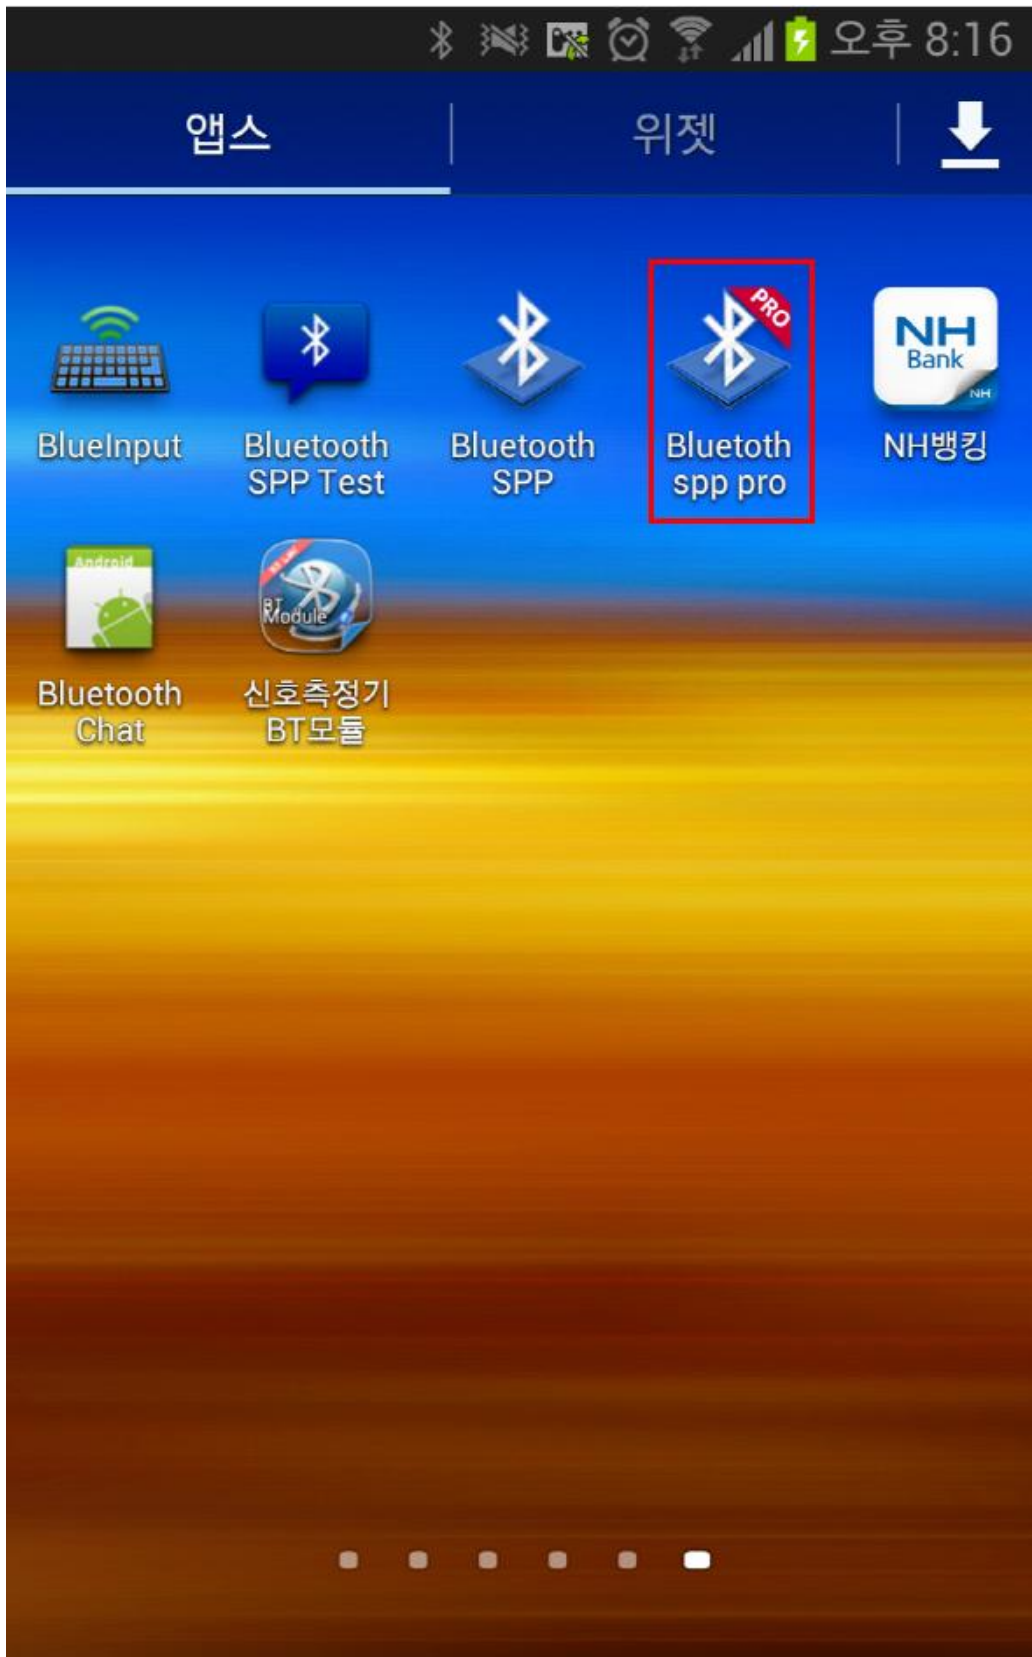 오후 8:16
앱스
위젯
PRO
NH
Bank
NH
BlueInput
Bluetooth
SPP Test
Bluetooth
SPP
Bluetoth
spp pro
NH뱅킹
Android
BT
Module
Bluetooth
Chat
신호측정기
BT모듈